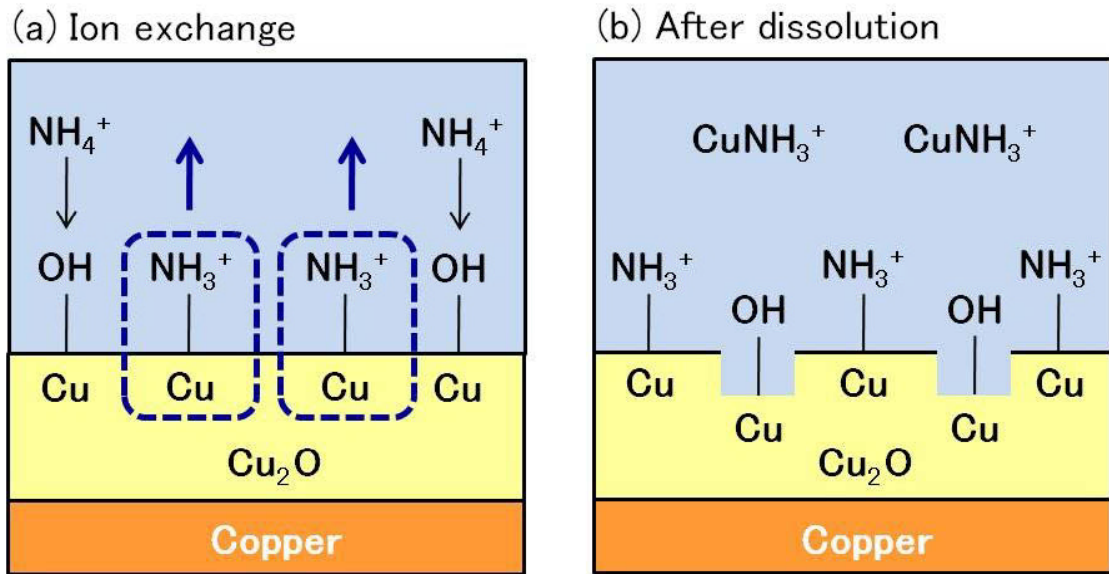 (a) Ion exchange
NH₄⁺ NH₄⁺
OH NH₃⁺ NH₃⁺ OH
Cu Cu Cu Cu
Cu₂O
Copper
(b) After dissolution
CuNH₃⁺ CuNH₃⁺
NH₃⁺ NH₃⁺ NH₃⁺
OH OH
Cu Cu Cu
Cu Cu
Cu₂O
Copper